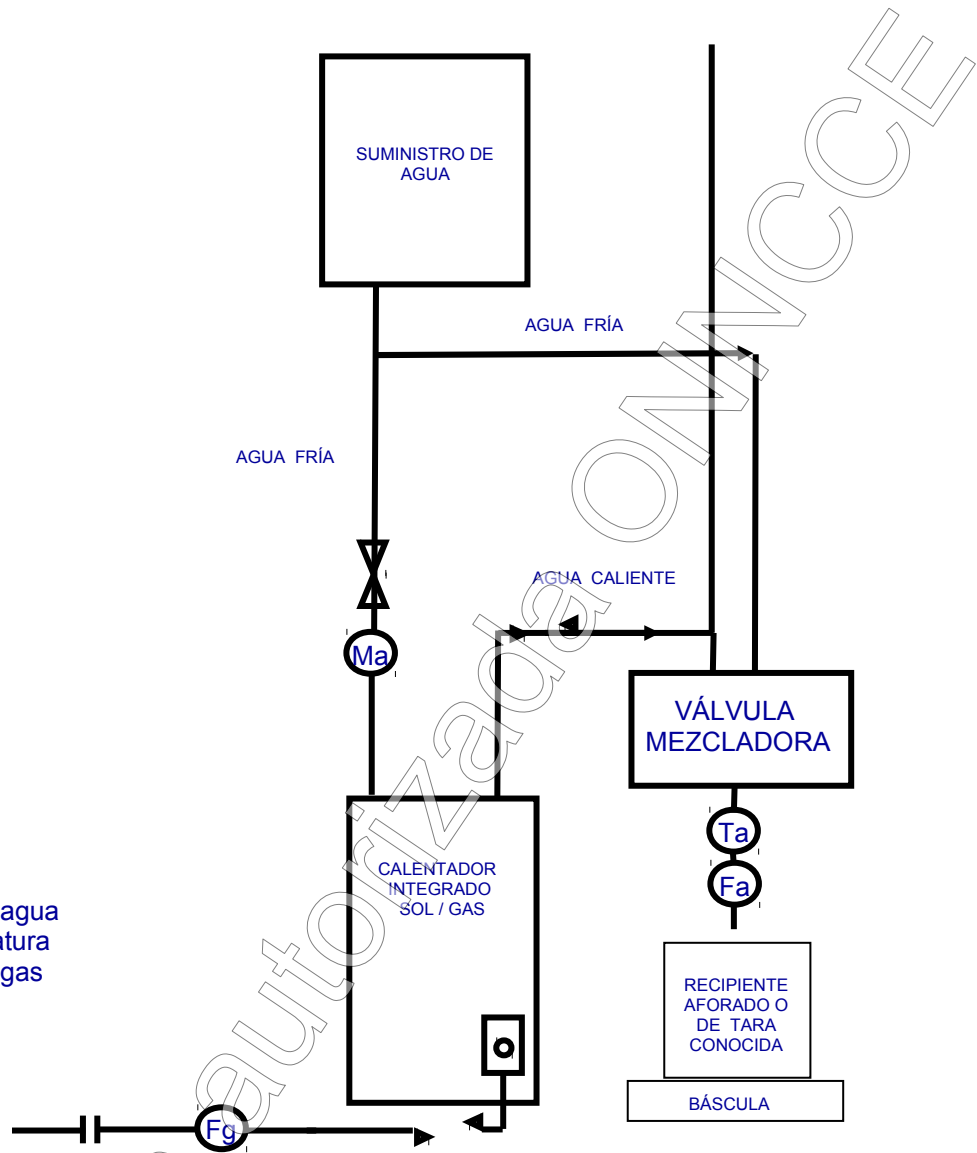 SUMINISTRO DE
AGUA
AGUA FRÍA
AGUA FRÍA
AGUA CALIENTE
Ma
VÁLVULA
MEZCLADORA
Ta
Fa
CALENTADOR
INTEGRADO
SOL / GAS
agua
atura
gas
RECIPIENTE
AFORADO O
DE TARA
CONOCIDA
BÁSCULA
Fg
autorizada ONNCCE